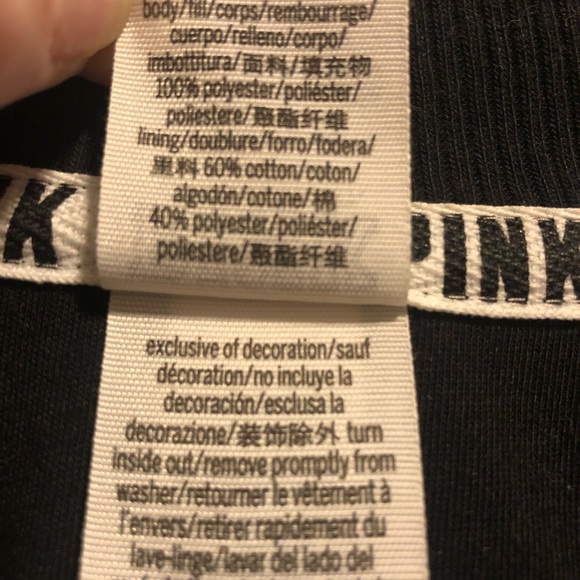 body/fill/corps/rembourrage/
cuerpo/relleno/corpo/
imbottitura/面料/填充物
100% polyester/poliéster/
poliestere/聚酯纤维
lining/doublure/forro/fodera/
里料 60% cotton/coton/
algodón/cotone/棉
40% polyester/poliéster/
poliestere/聚酯纤维
K
PINK
exclusive of decoration/sauf
décoration/no incluye la
decoración/esclusa la
decorazione/装饰除外 turn
inside out/remove promptly from
washer/retourner le vêtement à
l'envers/retirer rapidement du
lave-linge/lavar del lado del